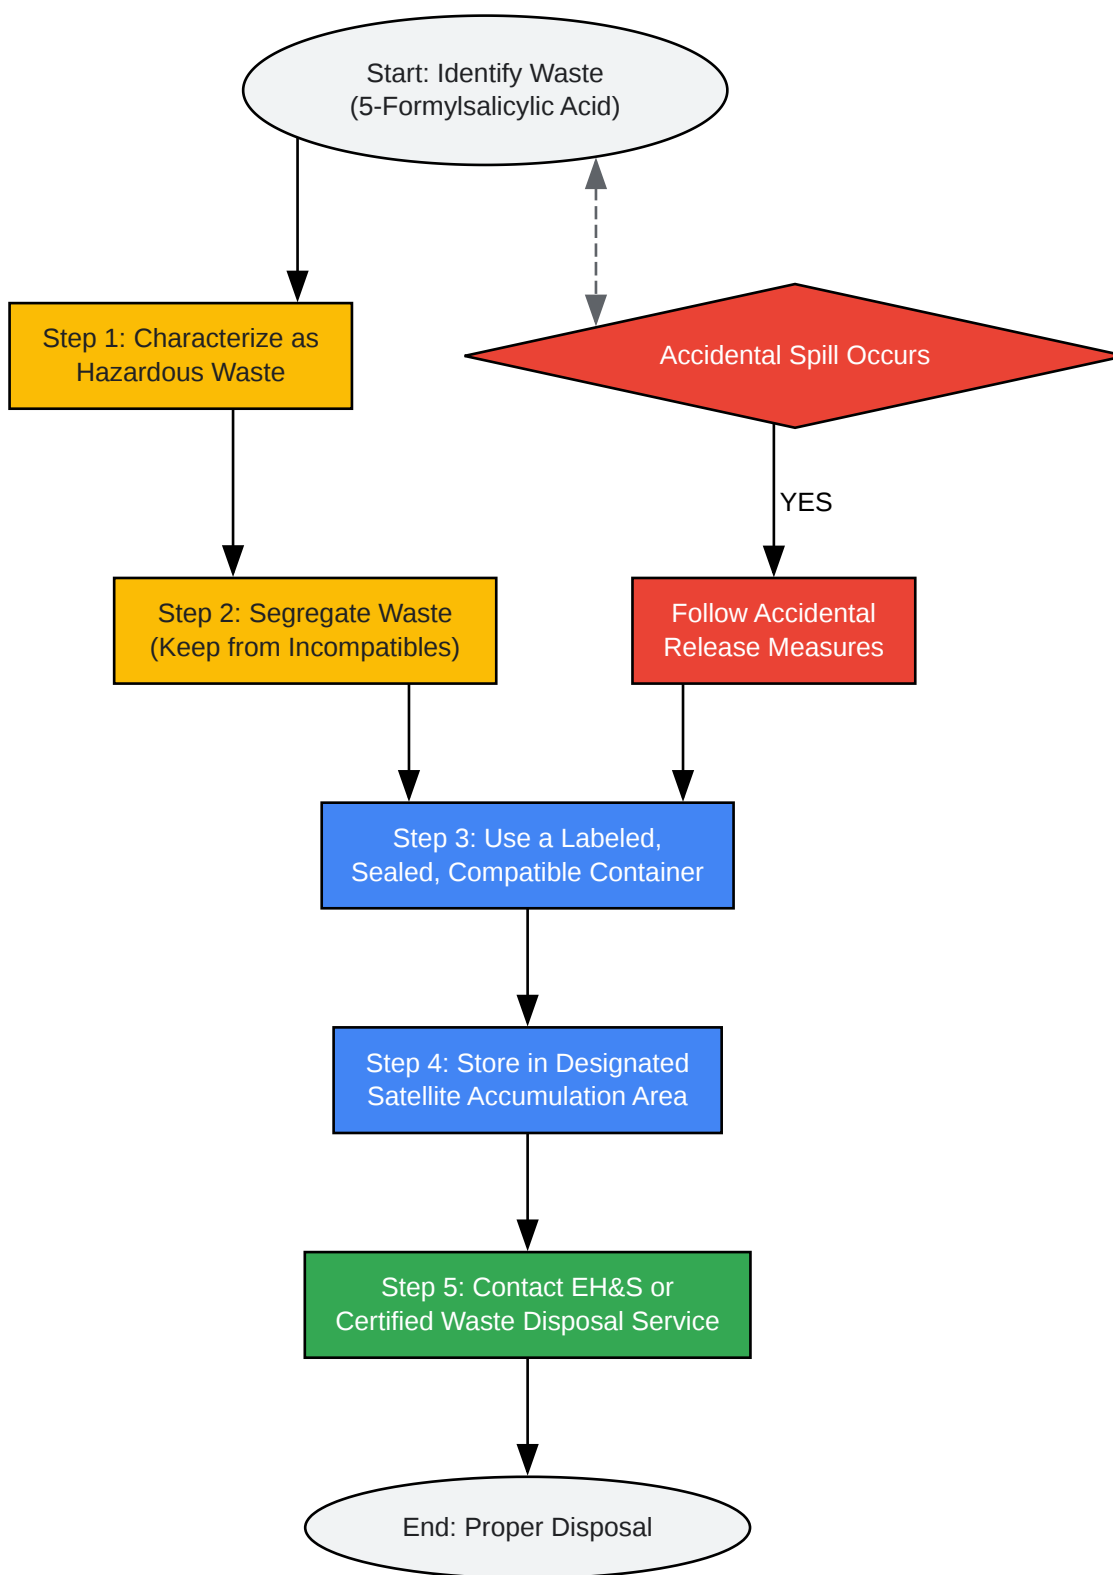 Start: Identify Waste
(5-Formylsalicylic Acid)
Step 1: Characterize as
Hazardous Waste
Accidental Spill Occurs
YES
Step 2: Segregate Waste
(Keep from Incompatibles)
Follow Accidental
Release Measures
Step 3: Use a Labeled,
Sealed, Compatible Container
Step 4: Store in Designated
Satellite Accumulation Area
Step 5: Contact EH&S or
Certified Waste Disposal Service
End: Proper Disposal